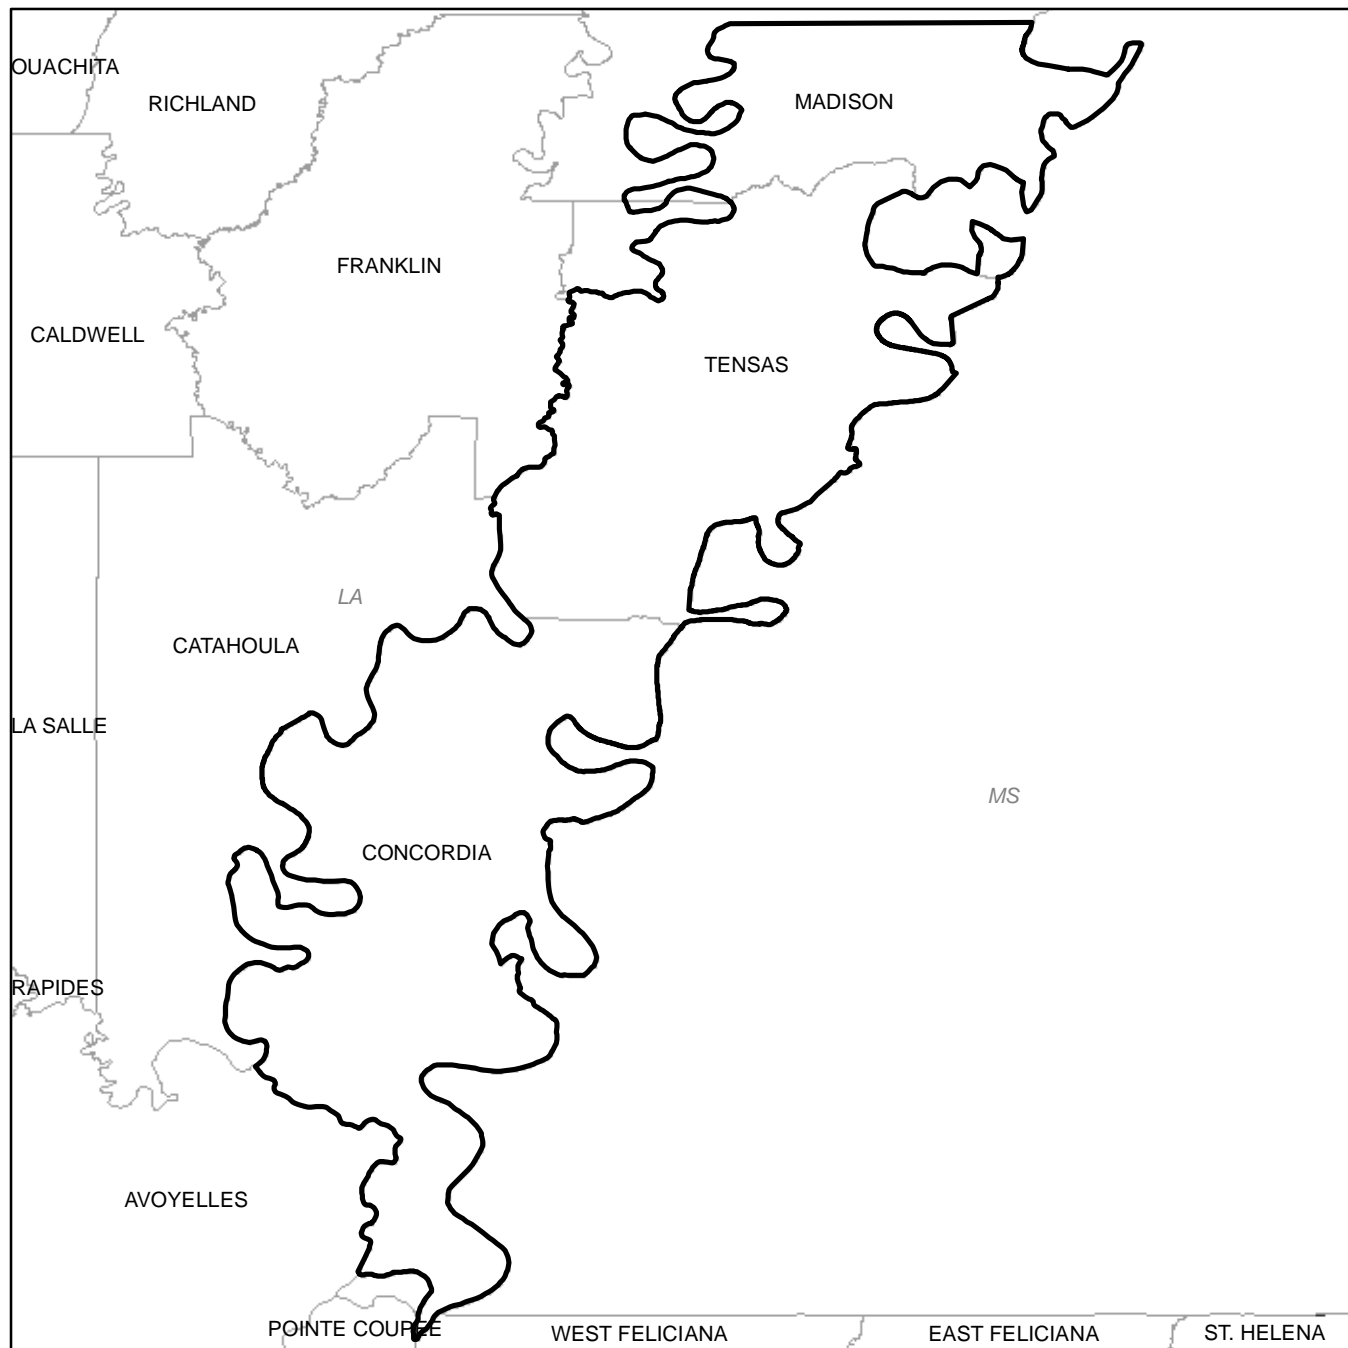 OUACHITA
RICHLAND
MADISON
FRANKLIN
CALDWELL
TENSAS
LA
CATAHOULA
LA SALLE
MS
CONCORDIA
RAPIDES
AVOYELLES
POINTE COUPEE
WEST FELICIANA
EAST FELICIANA
ST. HELENA